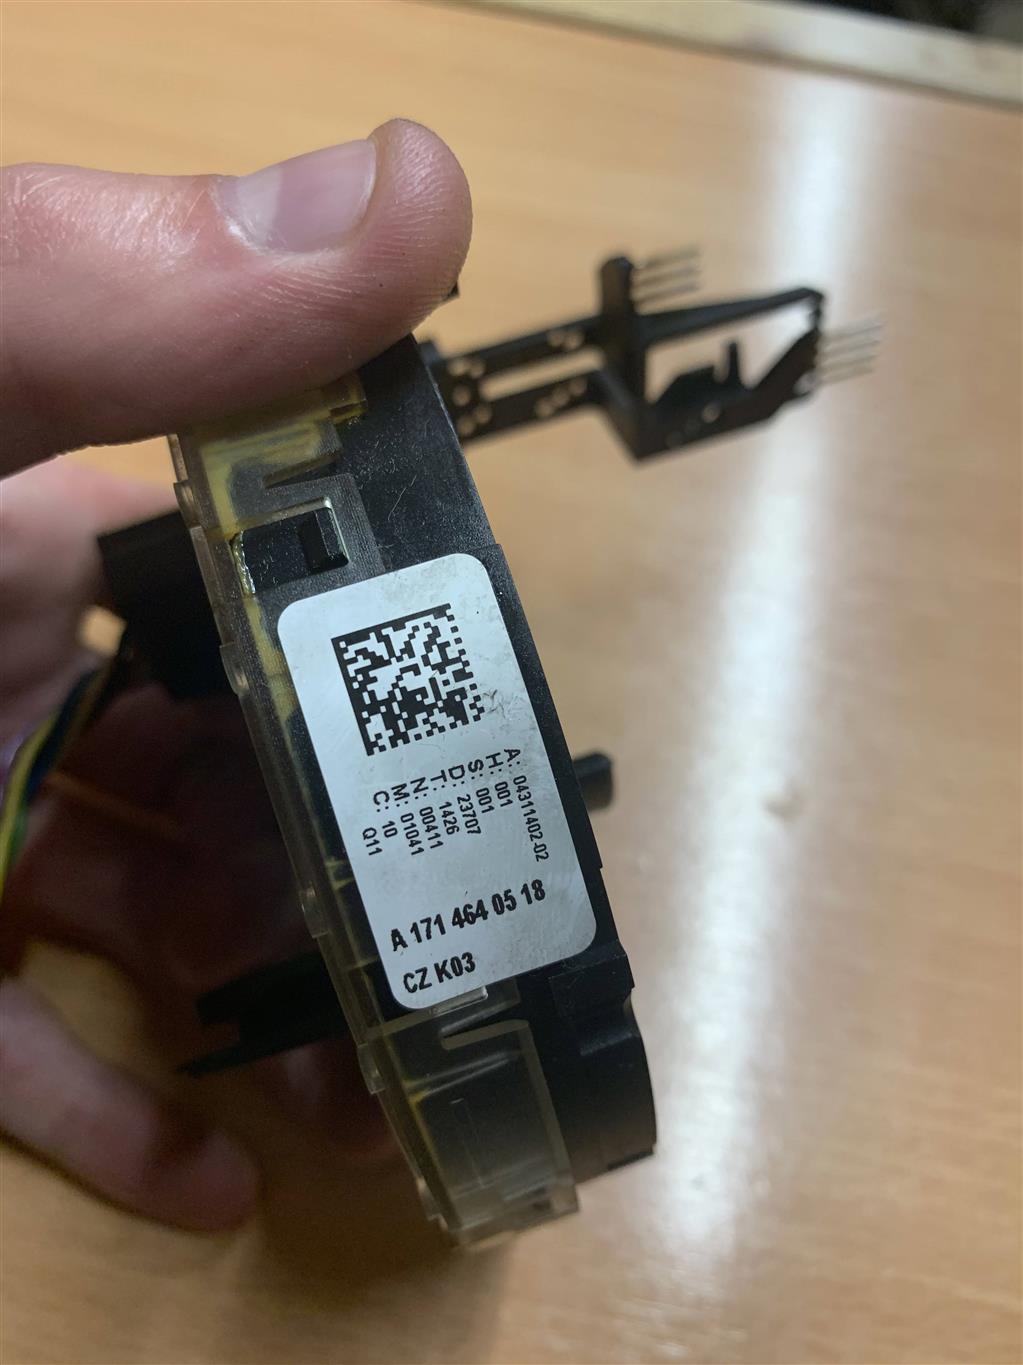 A: 04311402-02
H: 001
S: 001
D: 23707
T: 1426
N: 00411
M: 01041
C: 10
Q11
A 171 464 05 18
CZ K03